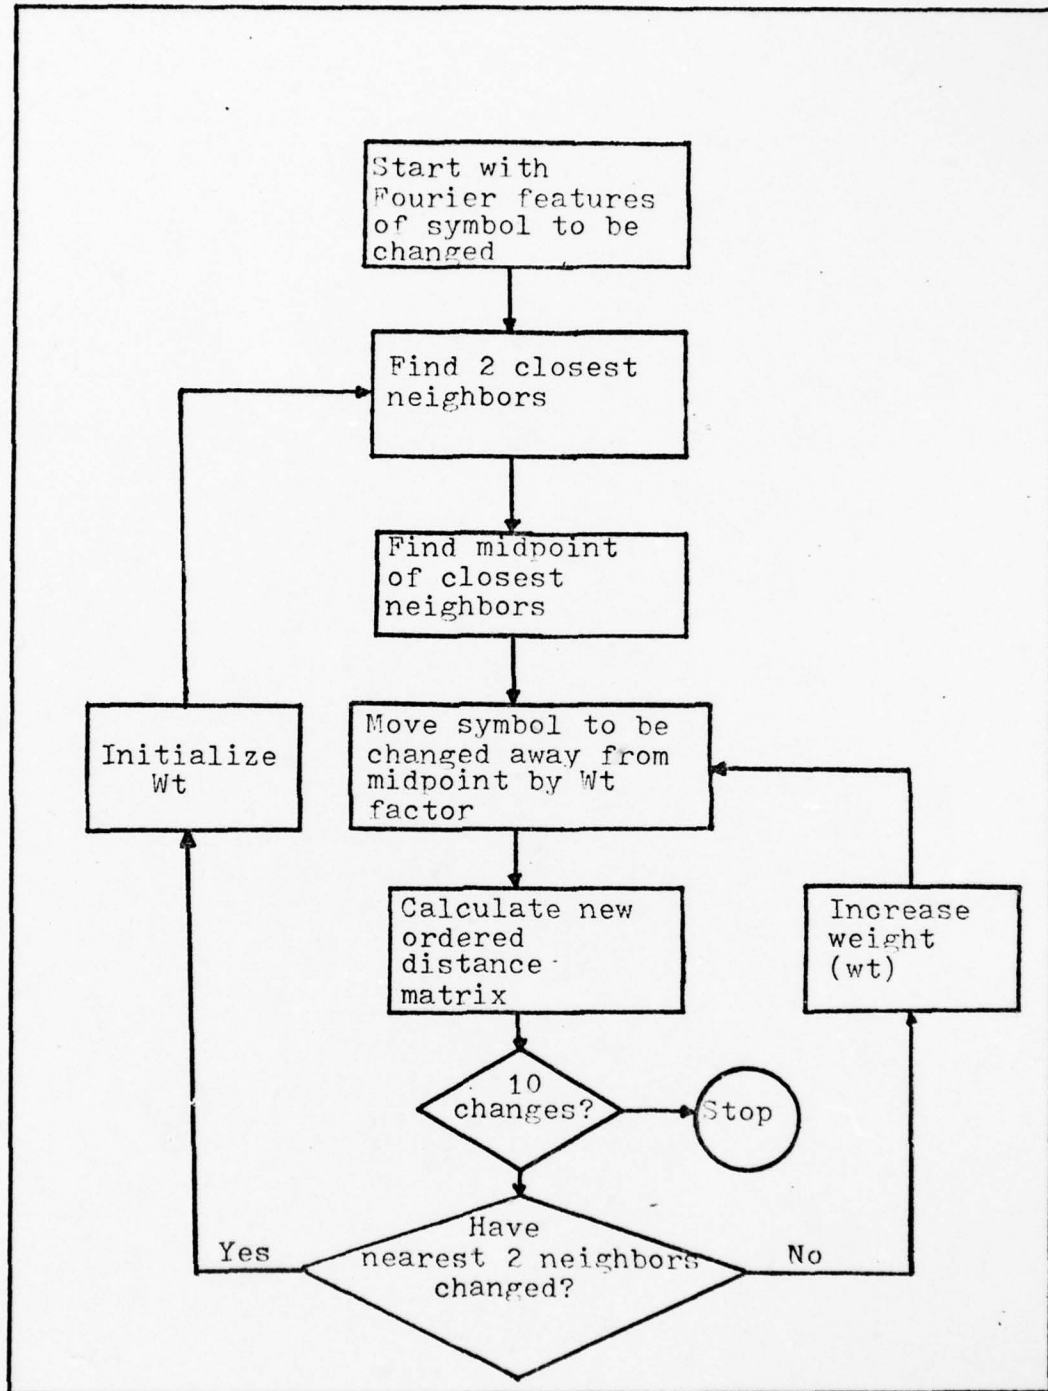 Start with
Fourier features
of symbol to be
changed
Find 2 closest
neighbors
Find midpoint
of closest
neighbors
Initialize
Wt
Move symbol to be
changed away from
midpoint by Wt
factor
Calculate new
ordered
distance
matrix
Increase
weight
(wt)
10
changes?
Stop
Have
nearest 2 neighbors
changed?
Yes
No